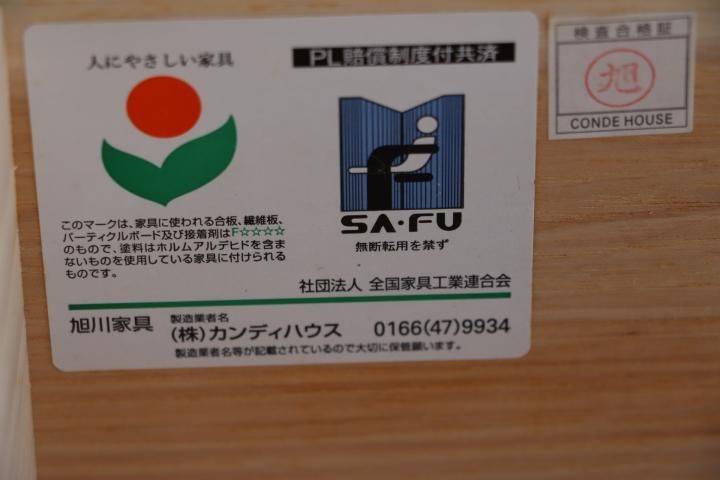 人にやさしい家具
このマークは、家具に使われる合板、繊維板、
パーティクルボード及び接着剤はF☆☆☆☆
のもので、塗料はホルムアルデヒドを含ま
ないものを使用している家具に付けられる
ものです。
PL賠償制度付共済
SA・FU
無断転用を禁ず
社団法人 全国家具工業連合会
旭川家具
製造業者名
(株)カンディハウス 0166(47)9934
製造業者名等が記載されているので大切に保管願います。
検査合格証
旭
CONDE HOUSE